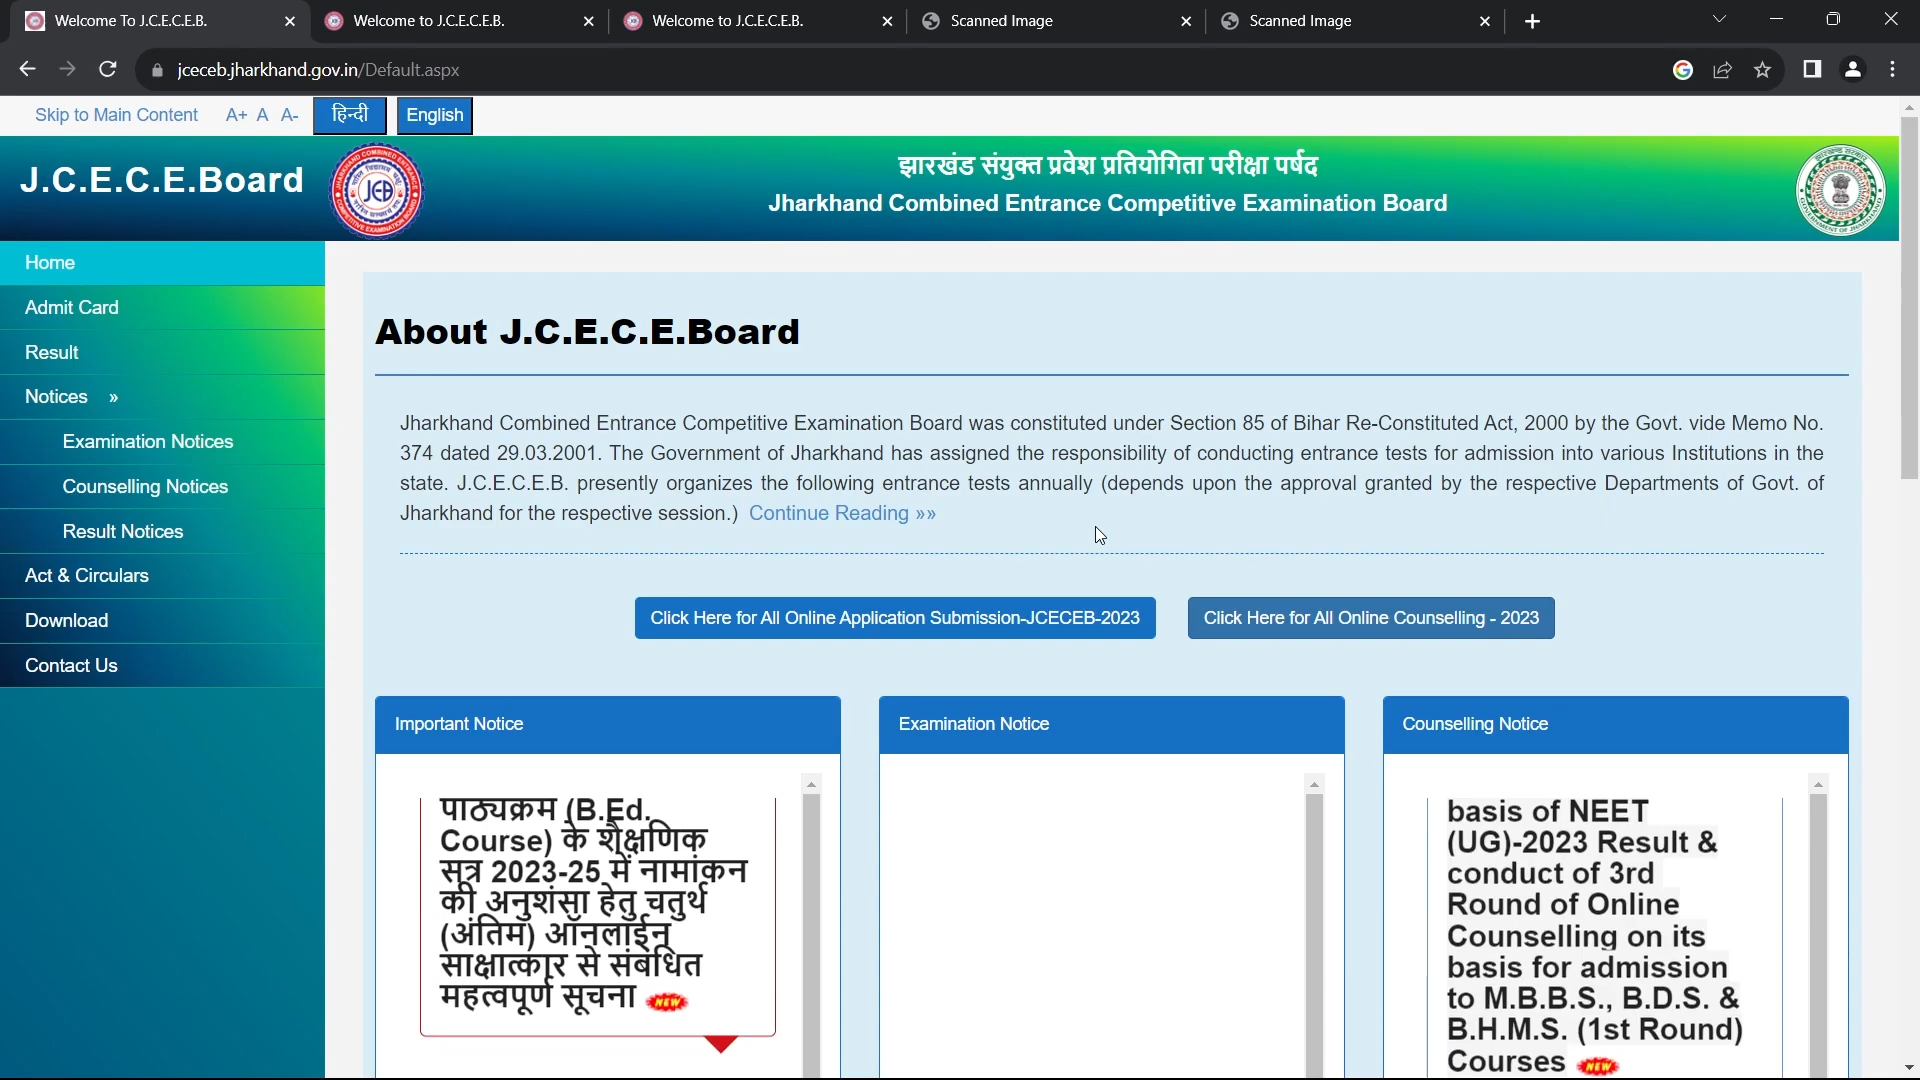 Welcome To J.C.E.C.E.B.
Welcome to J.C.E.C.E.B.
Welcome to J.C.E.C.E.B.
Scanned Image
Scanned Image
jceceb.jharkhand.gov.in/Default.aspx
Skip to Main Content A+ A A- हिन्दी English
J.C.E.C.E.Board
JEB
झारखंड संयुक्त प्रवेश प्रतियोगिता परीक्षा पर्षद
Jharkhand Combined Entrance Competitive Examination Board
Home
Admit Card
Result
Notices »
Examination Notices
Counselling Notices
Result Notices
Act & Circulars
Download
Contact Us
About J.C.E.C.E.Board
Jharkhand Combined Entrance Competitive Examination Board was constituted under Section 85 of Bihar Re-Constituted Act, 2000 by the Govt. vide Memo No.
374 dated 29.03.2001. The Government of Jharkhand has assigned the responsibility of conducting entrance tests for admission into various Institutions in the
state. J.C.E.C.E.B. presently organizes the following entrance tests annually (depends upon the approval granted by the respective Departments of Govt. of
Jharkhand for the respective session.) Continue Reading »»
Click Here for All Online Application Submission-JCECEB-2023
Click Here for All Online Counselling - 2023
Important Notice
पाठ्यक्रम (B.Ed.
Course) के शैक्षणिक
सत्र 2023-25 में नामांकन
की अनुशंसा हेतु चतुर्थ
(अंतिम) ऑनलाईन
साक्षात्कार से संबंधित
महत्वपूर्ण सूचना NEW
Examination Notice
Counselling Notice
basis of NEET
(UG)-2023 Result &
conduct of 3rd
Round of Online
Counselling on its
basis for admission
to M.B.B.S., B.D.S. &
B.H.M.S. (1st Round)
Courses NEW